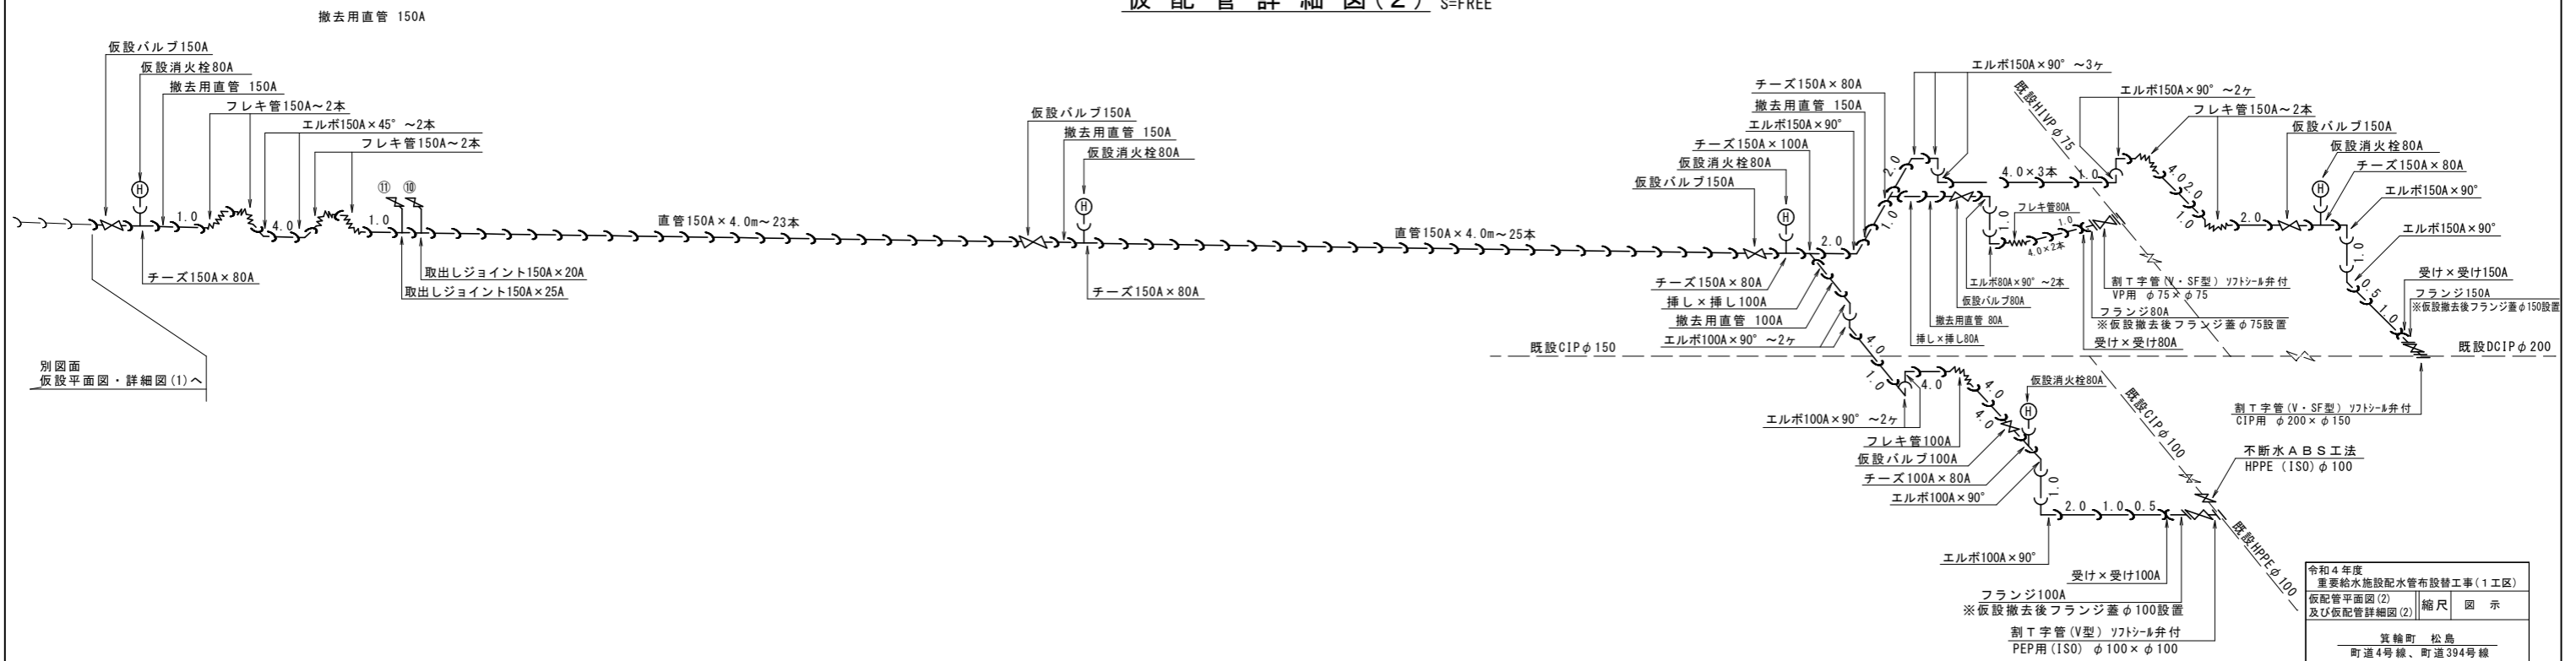 仮配管詳細図(２) S=FREE
撤去用直管 150A
仮設バルブ150A
仮設消火栓80A
撤去用直管 150A
フレキ管150A～2本
エルボ150A×45° ～2本
フレキ管150A～2本
H
⑪ ⑩
1.0
4.0
1.0
直管150A×4.0m～23本
取出しジョイント150A×20A
取出しジョイント150A×25A
チーズ150A×80A
別図面
仮設平面図・詳細図(1)へ
仮設バルブ150A
撤去用直管 150A
仮設消火栓80A
H
チーズ150A×80A
直管150A×4.0m～25本
チーズ150A×80A
撤去用直管 150A
エルボ150A×90°
チーズ150A×100A
仮設消火栓80A
仮設バルブ150A
H
2.0
1.0
2.0
チーズ150A×80A
挿し×挿し100A
撤去用直管 100A
エルボ100A×90° ～2ヶ
エルボ150A×90° ～3ヶ
既設HIVPφ75
4.0×3本
1.0
エルボ150A×90° ～2ヶ
フレキ管150A～2本
仮設バルブ150A
仮設消火栓80A
チーズ150A×80A
エルボ150A×90°
H
4.0
2.0
1.0
2.0
1.0
エルボ150A×90°
0.5
1.0
受け×受け150A
フランジ150A
※仮設撤去後フランジ蓋φ150設置
1.0
フレキ管80A
1.0
4.0×2本
エルボ80A×90° ～2本
仮設バルブ80A
撤去用直管 80A
挿し×挿し80A
割Ｔ字管(V・SF型) ｿﾌﾄｼｰﾙ弁付
VP用 φ75×φ75
フランジ80A
※仮設撤去後フランジ蓋φ75設置
受け×受け80A
既設CIPφ150
既設DCIPφ200
割Ｔ字管(V・SF型) ｿﾌﾄｼｰﾙ弁付
CIP用 φ200×φ150
4.0
1.0
4.0
4.0
4.0
エルボ100A×90° ～2ヶ
フレキ管100A
仮設バルブ100A
チーズ100A×80A
エルボ100A×90°
仮設消火栓80A
H
既設CIPφ100
不断水ＡＢＳ工法
HPPE (ISO)φ100
1.0
2.0
1.0
0.5
エルボ100A×90°
受け×受け100A
フランジ100A
※仮設撤去後フランジ蓋φ100設置
割Ｔ字管(V型) ｿﾌﾄｼｰﾙ弁付
PEP用(ISO) φ100×φ100
既設HPPEφ100
令和４年度
重要給水施設配水管布設替工事(１工区)
仮配管平面図(2)
及び仮配管詳細図(2)
縮尺 図 示
箕輪町 松島
町道4号線、町道394号線